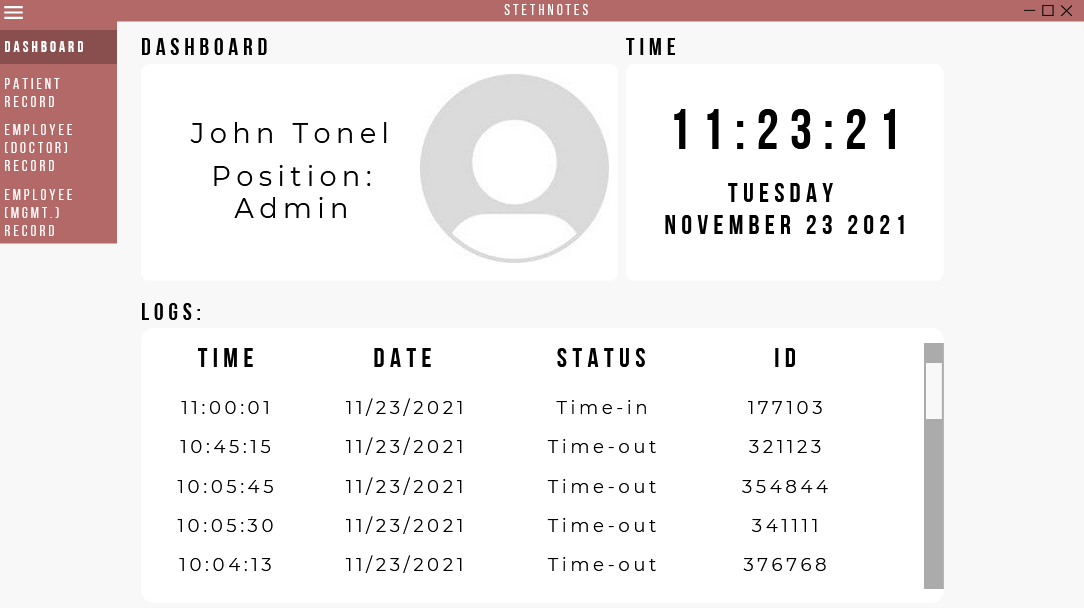 STETHNOTES
DASHBOARD
PATIENT
RECORD
EMPLOYEE
(DOCTOR)
RECORD
EMPLOYEE
(MGMT.)
RECORD
DASHBOARD
John Tonel
Position:
Admin
TIME
11:23:21
TUESDAY
NOVEMBER 23 2021
LOGS:
TIME DATE STATUS ID
11:00:01 11/23/2021 Time-in 177103
10:45:15 11/23/2021 Time-out 321123
10:05:45 11/23/2021 Time-out 354844
10:05:30 11/23/2021 Time-out 341111
10:04:13 11/23/2021 Time-out 376768